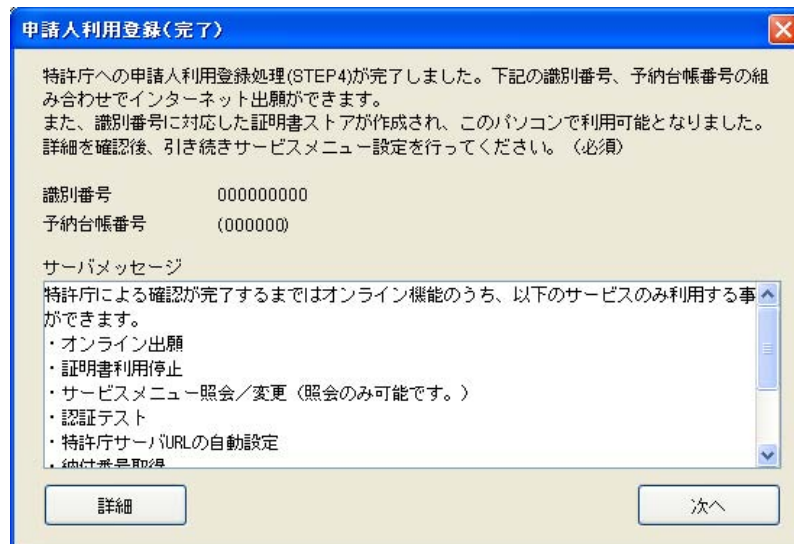 申請人利用登録(完了)
特許庁への申請人利用登録処理(STEP4)が完了しました。下記の識別番号、予納台帳番号の組
み合わせでインターネット出願ができます。
また、識別番号に対応した証明書ストアが作成され、このパソコンで利用可能となりました。
詳細を確認後、引き続きサービスメニュー設定を行ってください。（必須）
識別番号 000000000
予納台帳番号 (000000)
サーバメッセージ
特許庁による確認が完了するまではオンライン機能のうち、以下のサービスのみ利用する事
ができます。
・オンライン出願
・証明書利用停止
・サービスメニュー照会／変更（照会のみ可能です。）
・認証テスト
・特許庁サーバURLの自動設定
・納付番号取得
詳細
次へ